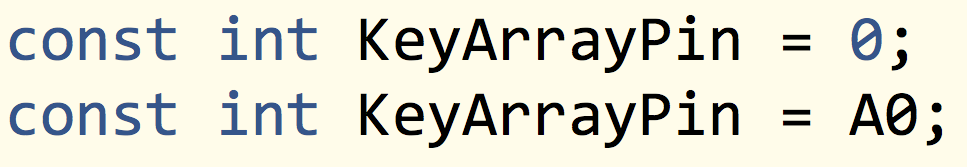 const int KeyArrayPin = 0;
const int KeyArrayPin = A0;